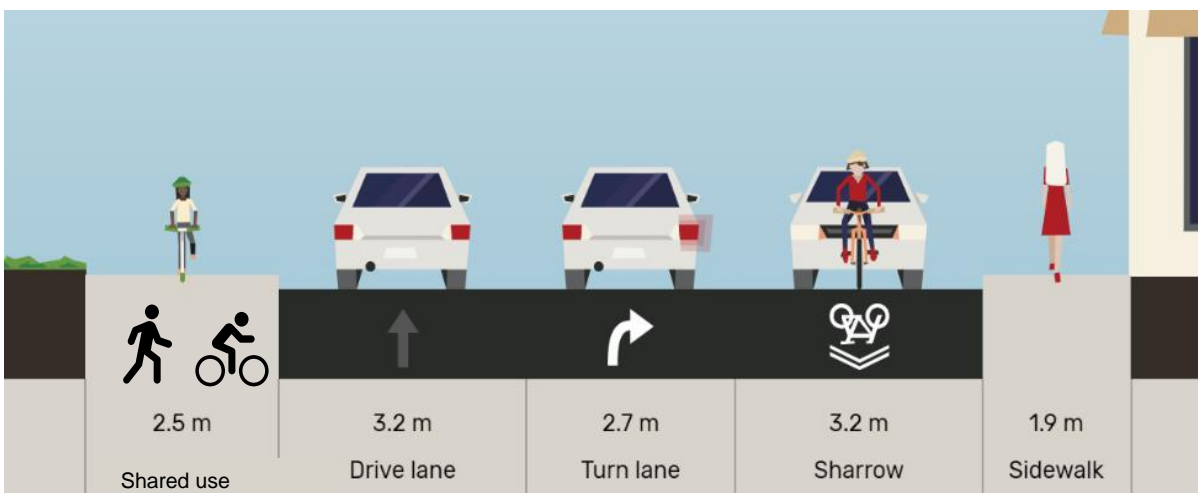 2.5 m
Shared use
3.2 m
Drive lane
2.7 m
Turn lane
3.2 m
Sharrow
1.9 m
Sidewalk